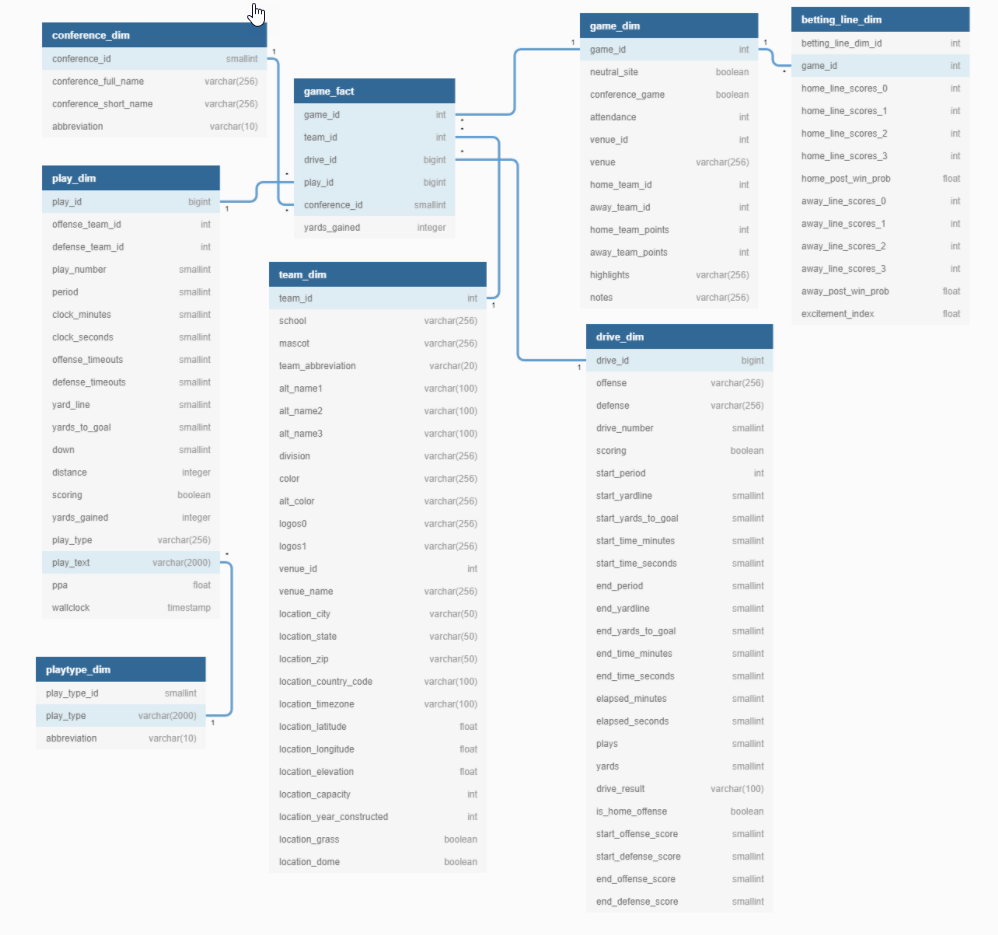 conference_dim
conference_id smallint
conference_full_name varchar(256)
conference_short_name varchar(256)
abbreviation varchar(10)
1
game_fact
game_id int
team_id int
drive_id bigint
play_id bigint
conference_id smallint
yards_gained integer
*
*
*
*
*
play_dim
play_id bigint
1
offense_team_id int
defense_team_id int
play_number smallint
period smallint
clock_minutes smallint
clock_seconds smallint
offense_timeouts smallint
defense_timeouts smallint
yard_line smallint
yards_to_goal smallint
down smallint
distance integer
scoring boolean
yards_gained integer
play_type varchar(256)
play_text varchar(2000)
*
ppa float
wallclock timestamp
playtype_dim
play_type_id smallint
play_type varchar(2000)
1
abbreviation varchar(10)
team_dim
team_id int
1
school varchar(256)
mascot varchar(256)
team_abbreviation varchar(20)
alt_name1 varchar(100)
alt_name2 varchar(100)
alt_name3 varchar(100)
division varchar(256)
color varchar(256)
alt_color varchar(256)
logos0 varchar(256)
logos1 varchar(256)
venue_id int
venue_name varchar(256)
location_city varchar(50)
location_state varchar(50)
location_zip varchar(50)
location_country_code varchar(100)
location_timezone varchar(100)
location_latitude float
location_longitude float
location_elevation float
location_capacity int
location_year_constructed int
location_grass boolean
location_dome boolean
game_dim
1
game_id int
1
neutral_site boolean
conference_game boolean
attendance int
venue_id int
venue varchar(256)
home_team_id int
away_team_id int
home_team_points int
away_team_points int
highlights varchar(256)
notes varchar(256)
betting_line_dim
betting_line_dim_id int
game_id int
*
home_line_scores_0 int
home_line_scores_1 int
home_line_scores_2 int
home_line_scores_3 int
home_post_win_prob float
away_line_scores_0 int
away_line_scores_1 int
away_line_scores_2 int
away_line_scores_3 int
away_post_win_prob float
excitement_index float
drive_dim
drive_id bigint
1
offense varchar(256)
defense varchar(256)
drive_number smallint
scoring boolean
start_period int
start_yardline smallint
start_yards_to_goal smallint
start_time_minutes smallint
start_time_seconds smallint
end_period smallint
end_yardline smallint
end_yards_to_goal smallint
end_time_minutes smallint
end_time_seconds smallint
elapsed_minutes smallint
elapsed_seconds smallint
plays smallint
yards smallint
drive_result varchar(100)
is_home_offense boolean
start_offense_score smallint
start_defense_score smallint
end_offense_score smallint
end_defense_score smallint